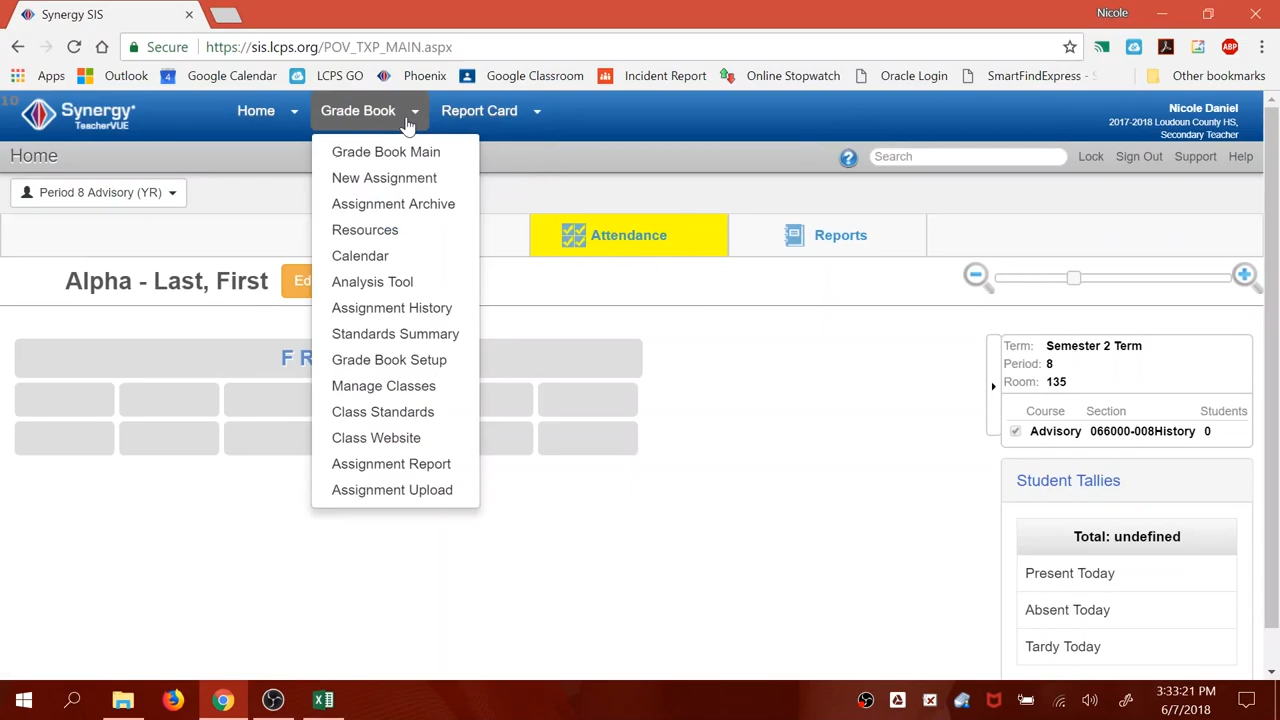 Synergy SIS
Nicole
Secure https://sis.lcps.org/POV_TXP_MAIN.aspx
ABP
Apps Outlook 4 Google Calendar LCPS GO Phoenix Google Classroom Incident Report Online Stopwatch Oracle Login SmartFindExpress - Other bookmarks
10
Synergy
TeacherVUE
Home Grade Book Report Card
Nicole Daniel
2017-2018 Loudoun County HS,
Secondary Teacher
Home
? Search Lock Sign Out Support Help
Period 8 Advisory (YR)
Attendance Reports
Alpha - Last, First Ed
Grade Book Main
New Assignment
Assignment Archive
Resources
Calendar
Analysis Tool
Assignment History
Standards Summary
Grade Book Setup
Manage Classes
Class Standards
Class Website
Assignment Report
Assignment Upload
F R
Term: Semester 2 Term
Period: 8
Room: 135
Course Section Students
Advisory 066000-008History 0
Student Tallies
Total: undefined
Present Today
Absent Today
Tardy Today
3:33:21 PM
6/7/2018